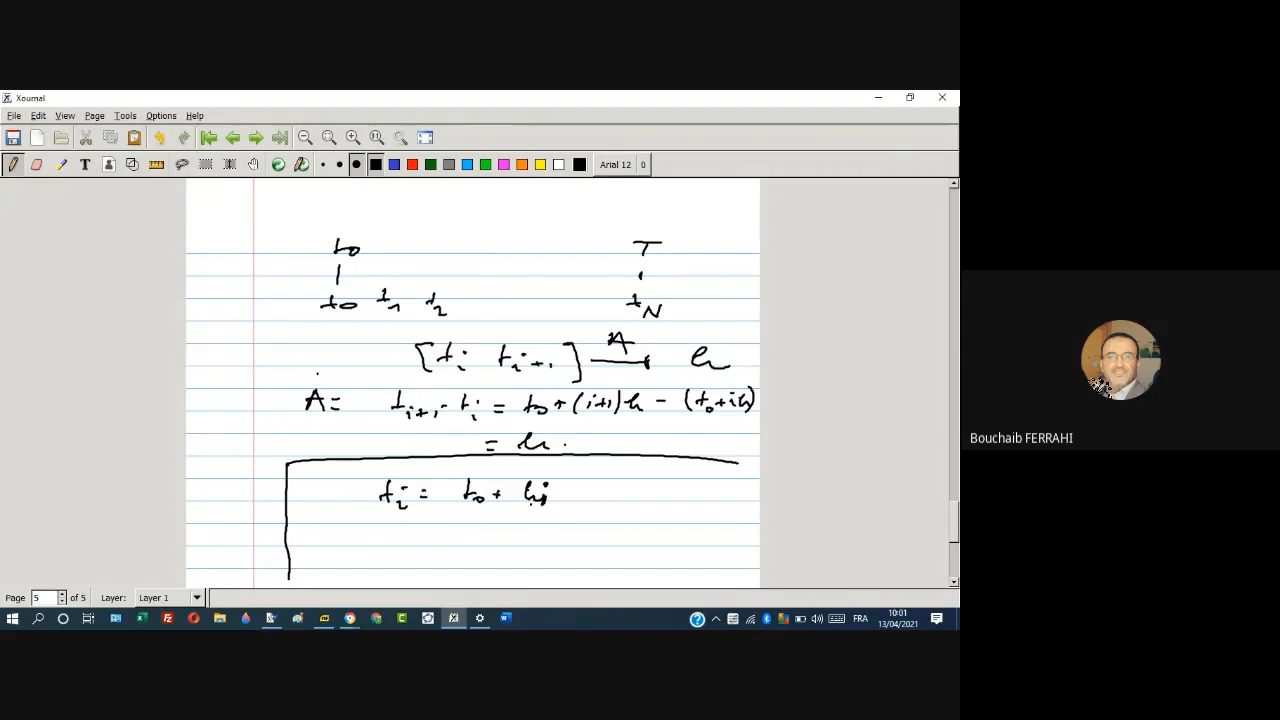 Xournal
File Edit View Page Tools Options Help
Arial 12 0
t0 T
t0 t1 t2 tN
[ti ti+1] A → h
A = ti+1 - ti = t0 + (i+1)h - (t0 + ih)
= h.
ti = t0 + hi
Bouchaib FERRAHI
Page 5 of 5 Layer: Layer 1
FRA 10:01
13/04/2021